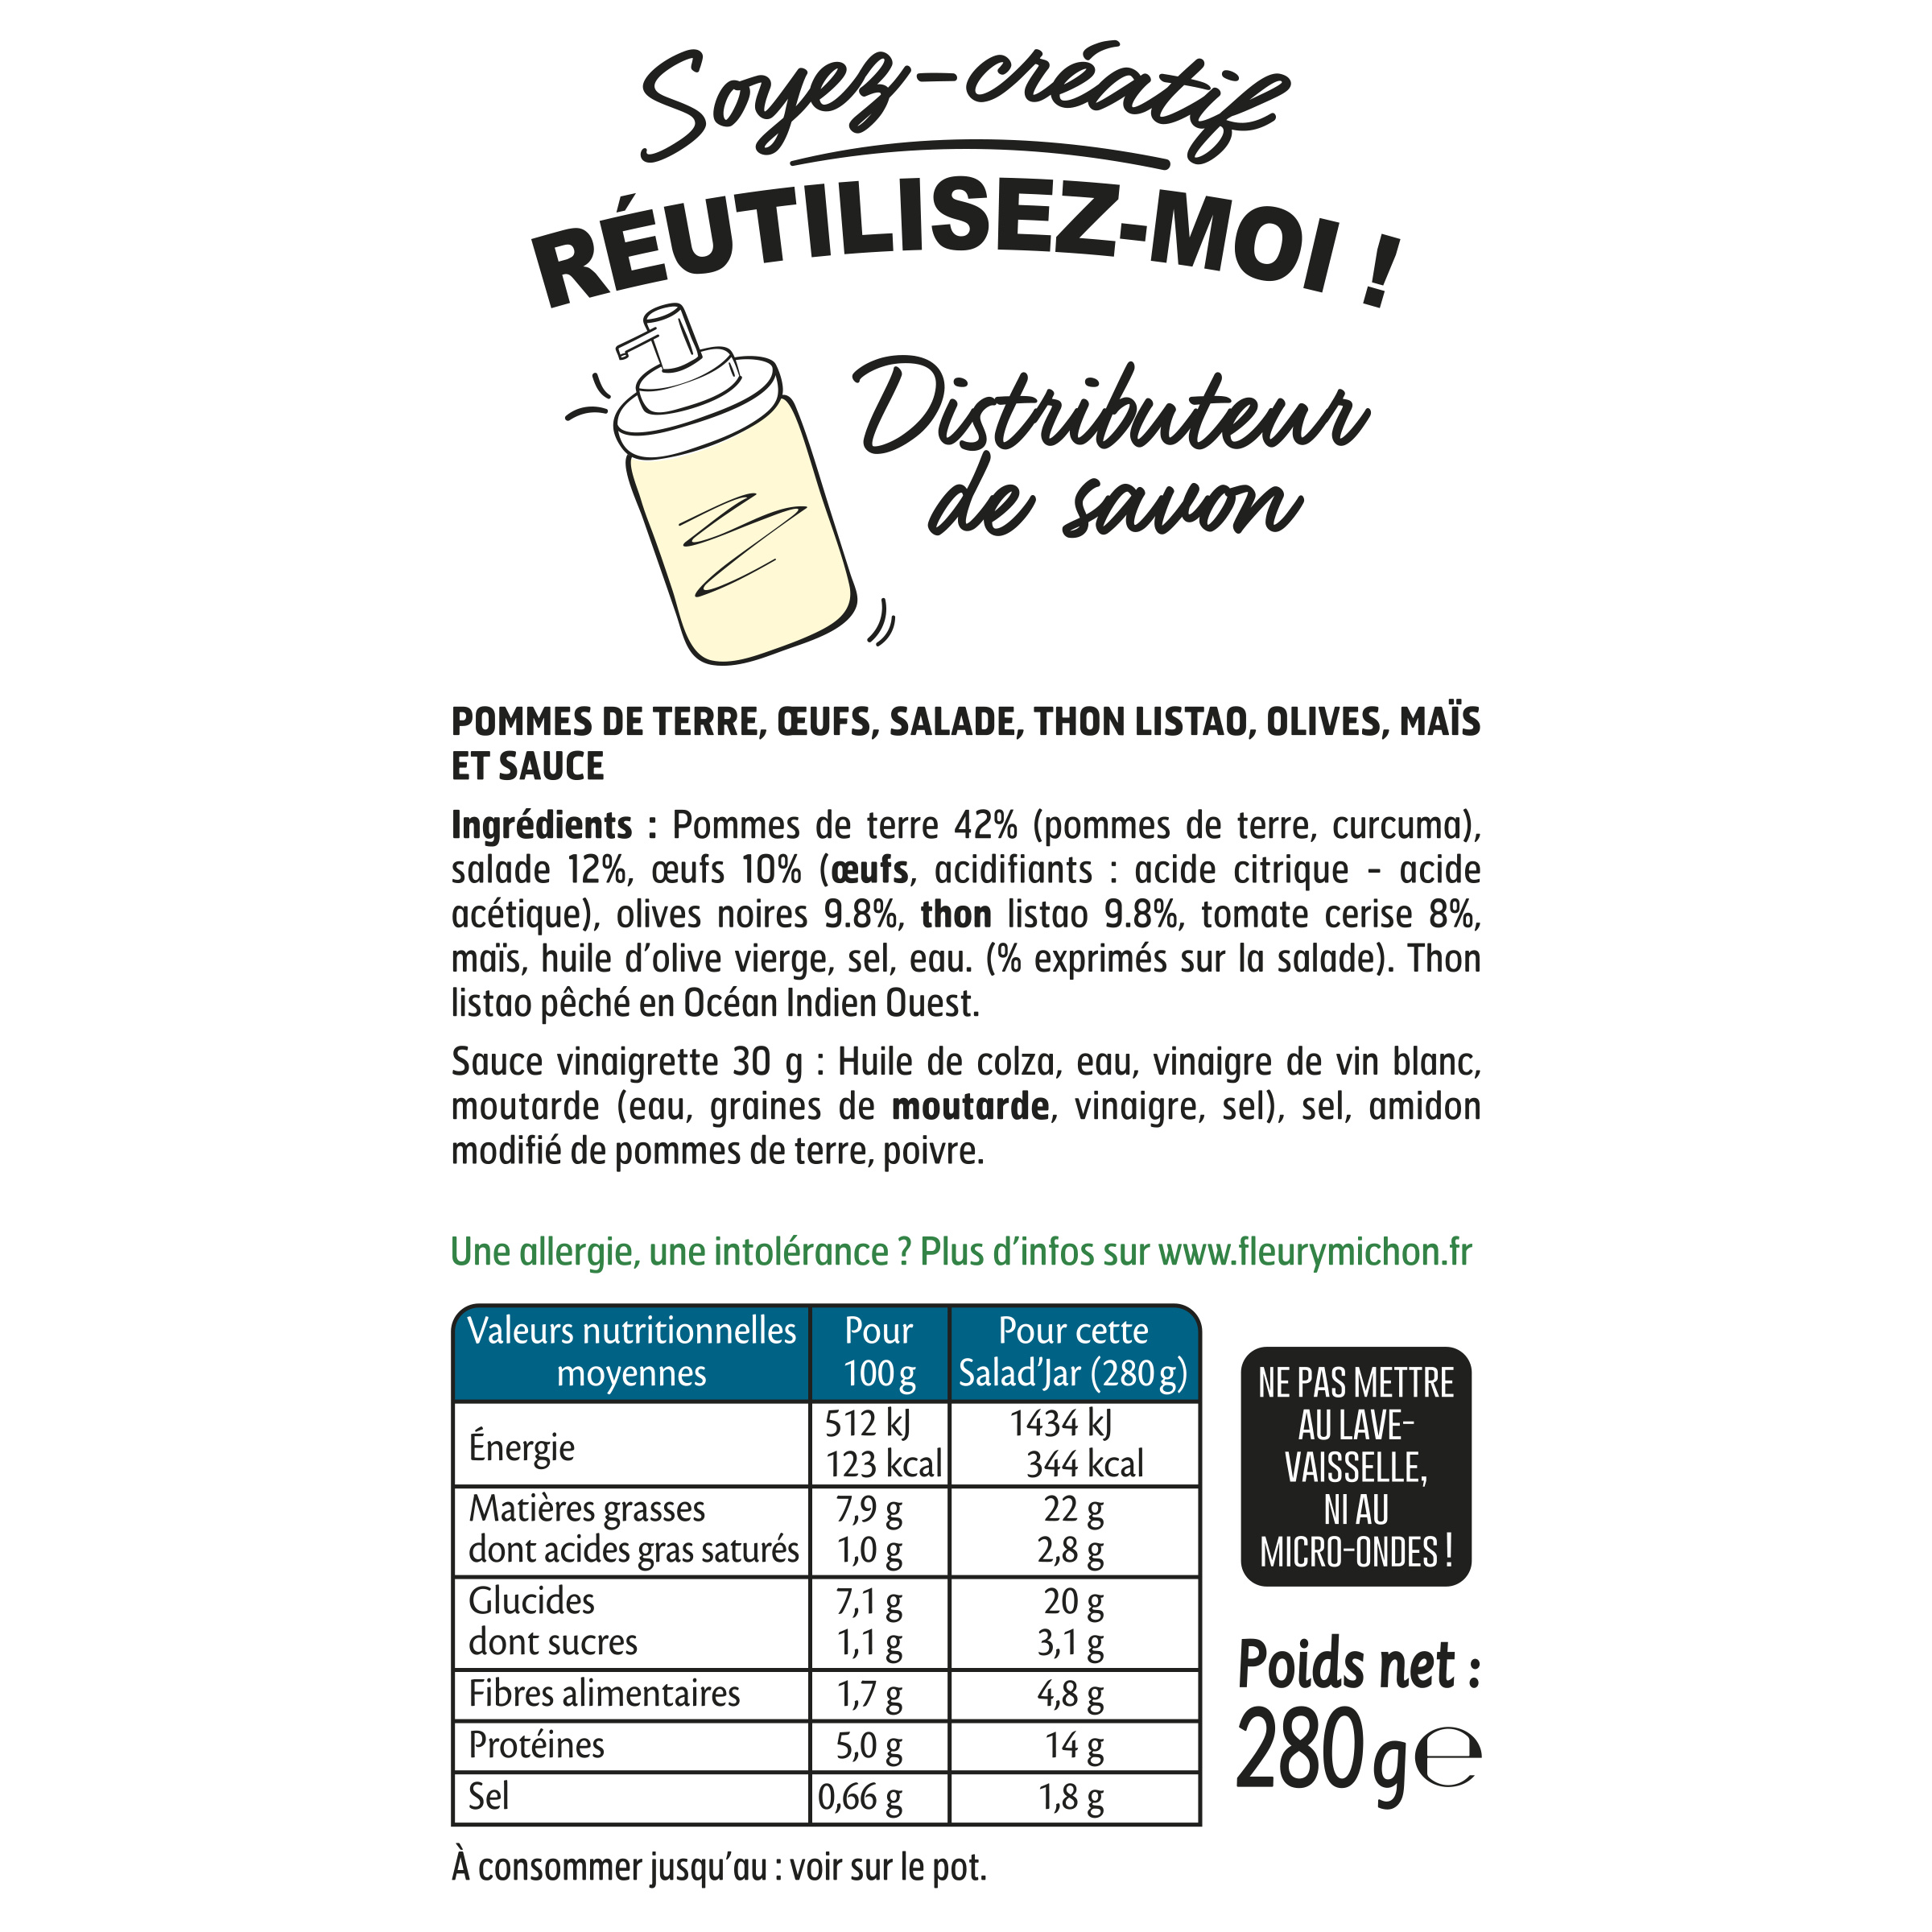 Soyez-créatif
RÉUTILISEZ-MOI !
Distributeur
de savon
POMMES DE TERRE, ŒUFS, SALADE, THON LISTAO, OLIVES, MAÏS
ET SAUCE
Ingrédients : Pommes de terre 42% (pommes de terre, curcuma),
salade 12%, œufs 10% (œufs, acidifiants : acide citrique - acide
acétique), olives noires 9.8%, thon listao 9.8%, tomate cerise 8%,
maïs, huile d'olive vierge, sel, eau. (% exprimés sur la salade). Thon
listao pêché en Océan Indien Ouest.
Sauce vinaigrette 30 g : Huile de colza, eau, vinaigre de vin blanc,
moutarde (eau, graines de moutarde, vinaigre, sel), sel, amidon
modifié de pommes de terre, poivre.
Une allergie, une intolérance ? Plus d'infos sur www.fleurymichon.fr
Valeurs nutritionnelles moyennes Pour 100 g Pour cette Salad'Jar (280 g)
Énergie 512 kJ 1434 kJ
123 kcal 344 kcal
Matières grasses 7,9 g 22 g
dont acides gras saturés 1,0 g 2,8 g
Glucides 7,1 g 20 g
dont sucres 1,1 g 3,1 g
Fibres alimentaires 1,7 g 4,8 g
Protéines 5,0 g 14 g
Sel 0,66 g 1,8 g
NE PAS METTRE
AU LAVE-
VAISSELLE,
NI AU
MICRO-ONDES !
Poids net :
280 g ℮
À consommer jusqu'au : voir sur le pot.